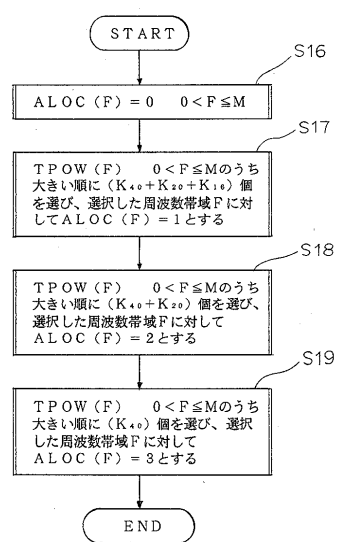 START
S16
ALOC(F)=0 0<F≦M
S17
TPOW(F) 0<F≦Mのうち
大きい順に(K₄₀+K₂₀+K₁₆)個
を選び、選択した周波数帯域Fに対
してALOC(F)=1とする
S18
TPOW(F) 0<F≦Mのうち
大きい順に(K₄₀+K₂₀)個を選び、
選択した周波数帯域Fに対して
ALOC(F)=2とする
S19
TPOW(F) 0<F≦Mのうち
大きい順に(K₄₀)個を選び、選択
した周波数帯域Fに対して
ALOC(F)=3とする
END